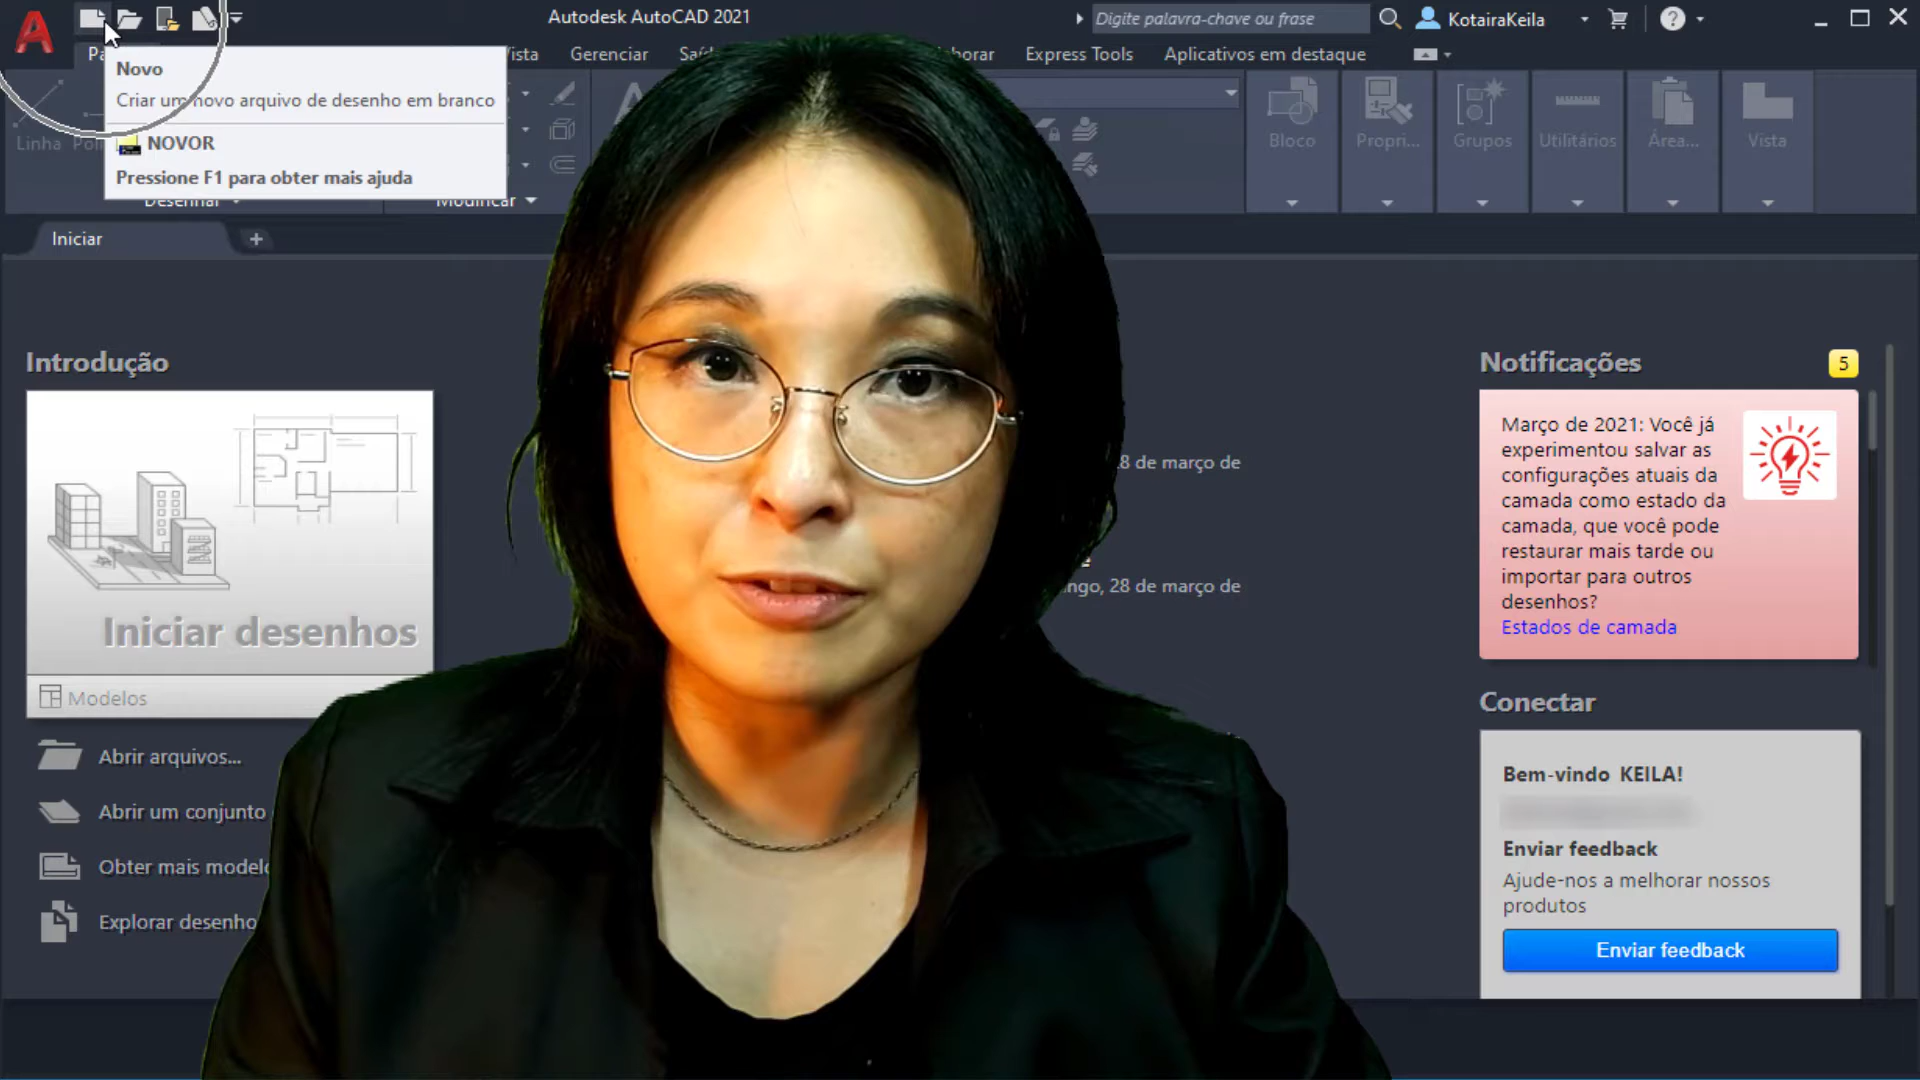 Autodesk AutoCAD 2021
Digite palavra-chave ou frase
KotairaKeila
Gerenciar
Express Tools
Aplicativos em destaque
Novo
Criar um novo arquivo de desenho em branco
NOVOR
Pressione F1 para obter mais ajuda
Linha
Desenhar
Modificar
Bloco
Propri...
Grupos
Utilitários
Área...
Vista
Iniciar
Introdução
Iniciar desenhos
Modelos
Abrir arquivos...
Abrir um conjunto
Obter mais
Explorar
8 de março de
28 de março de
Notificações
5
Março de 2021: Você já
experimentou salvar as
configurações atuais da
camada como estado da
camada, que você pode
restaurar mais tarde ou
importar para outros
desenhos?
Estados de camada
Conectar
Bem-vindo KEILA!
Enviar feedback
Ajude-nos a melhorar nossos
produtos
Enviar feedback